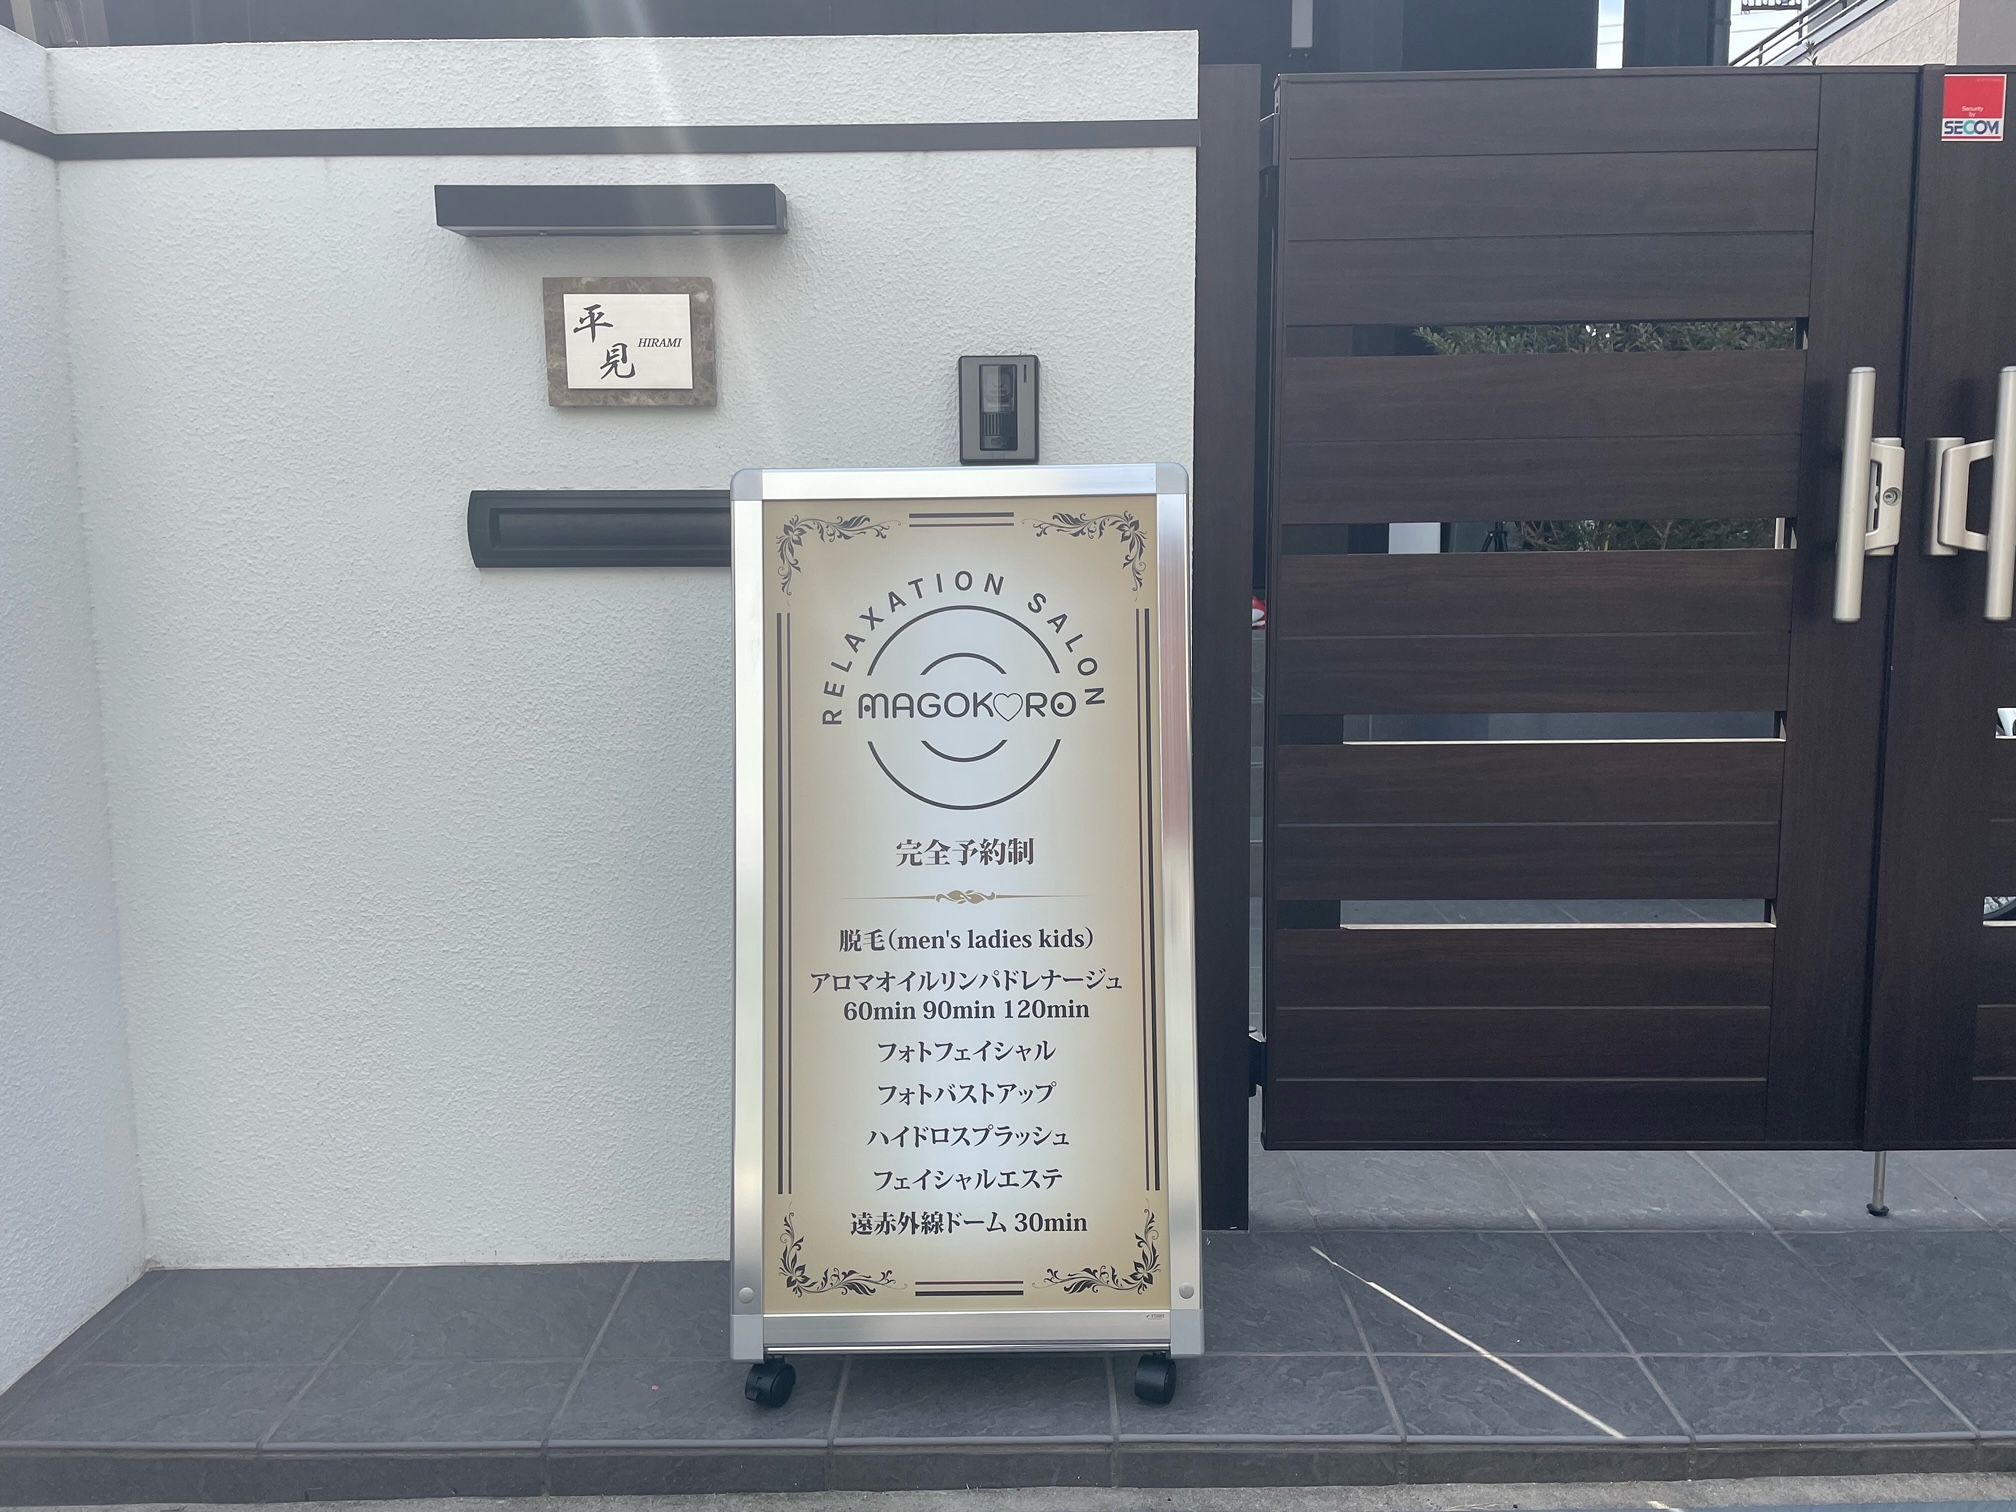 平見
HIRAMI
Security
by
SECOM
RELAXATION SALON
MAGOKORO
完全予約制
脱毛(men's ladies kids)
アロマオイルリンパドレナージュ
60min 90min 120min
フォトフェイシャル
フォトバストアップ
ハイドロスプラッシュ
フェイシャルエステ
遠赤外線ドーム 30min